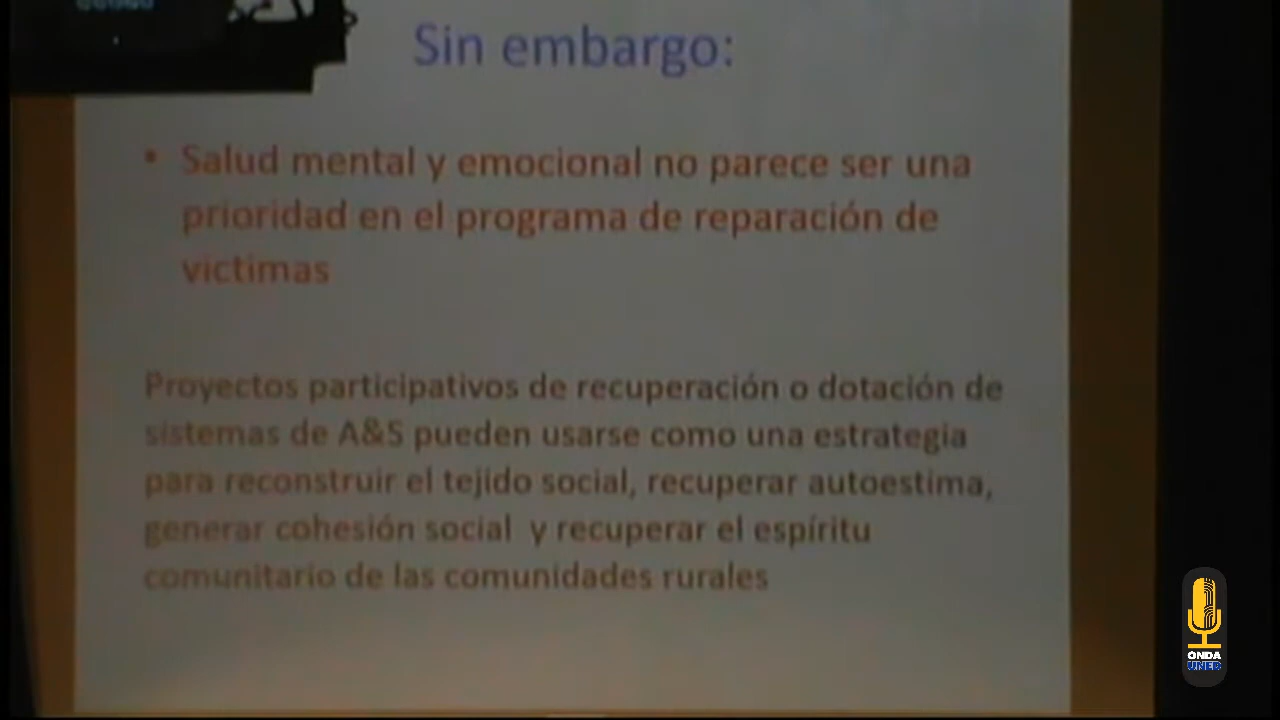 Sin embargo:
• Salud mental y emocional no parece ser una
prioridad en el programa de reparación de
victimas
Proyectos participativos de recuperación o dotación de
sistemas de A&S pueden usarse como una estrategia
para reconstruir el tejido social, recuperar autoestima,
generar cohesión social y recuperar el espíritu
comunitario de las comunidades rurales
ONDA
UNEB